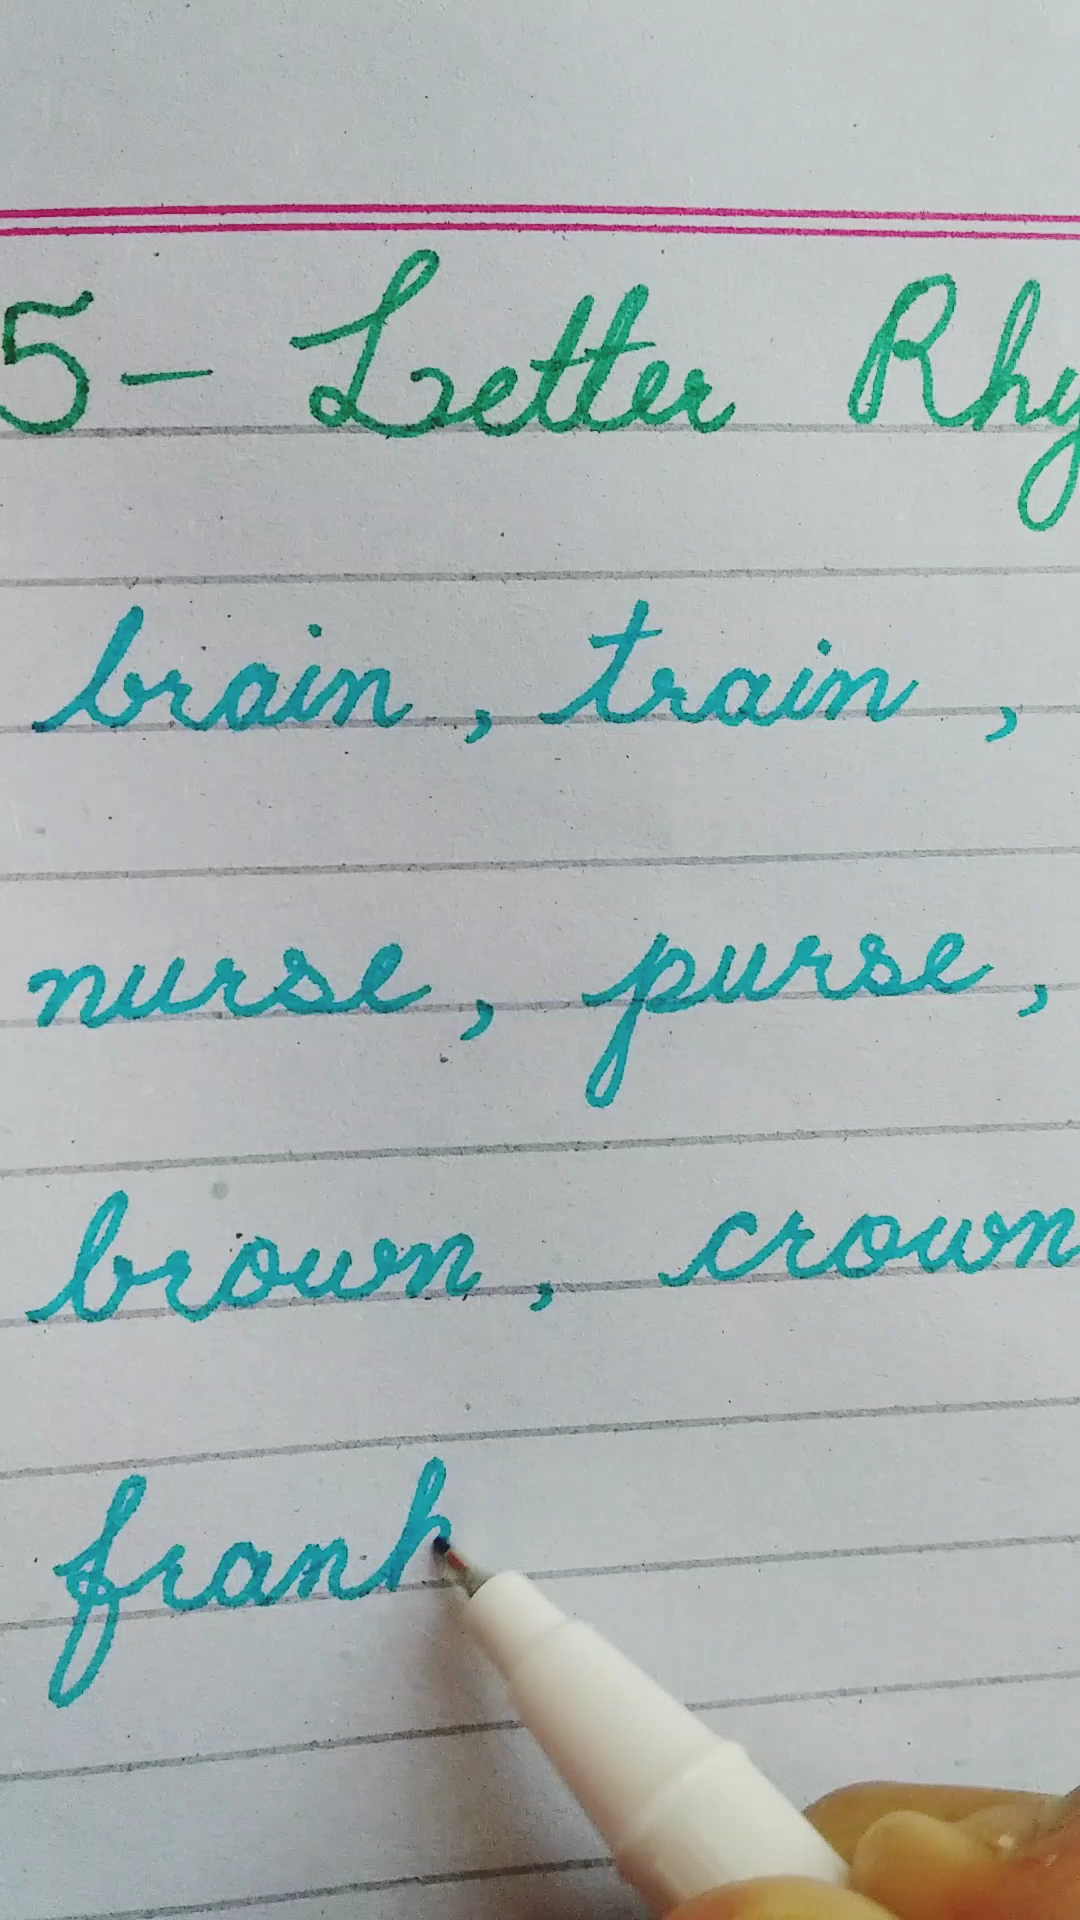 5- Letter Rhy
brain, train,
nurse, purse,
brown, crown
frank